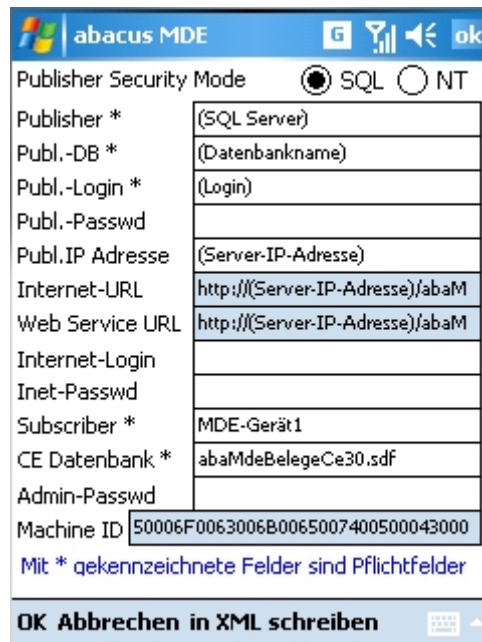 abacus MDE G ok
Publisher Security Mode SQL NT
Publisher * (SQL Server)
Publ.-DB * (Datenbankname)
Publ.-Login * (Login)
Publ.-Passwd
Publ.IP Adresse (Server-IP-Adresse)
Internet-URL http://(Server-IP-Adresse)/abaM
Web Service URL http://(Server-IP-Adresse)/abaM
Internet-Login
Inet-Passwd
Subscriber * MDE-Gerät1
CE Datenbank * abaMdeBelegeCe30.sdf
Admin-Passwd
Machine ID 50006F0063006B0065007400500043000
Mit * gekennzeichnete Felder sind Pflichtfelder
OK Abbrechen in XML schreiben